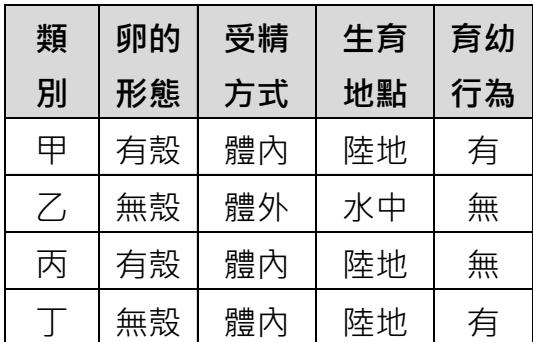 類別 卵的形態 受精方式 生育地點 育幼行為
甲 有殼 體內 陸地 有
乙 無殼 體外 水中 無
丙 有殼 體內 陸地 無
丁 無殼 體內 陸地 有